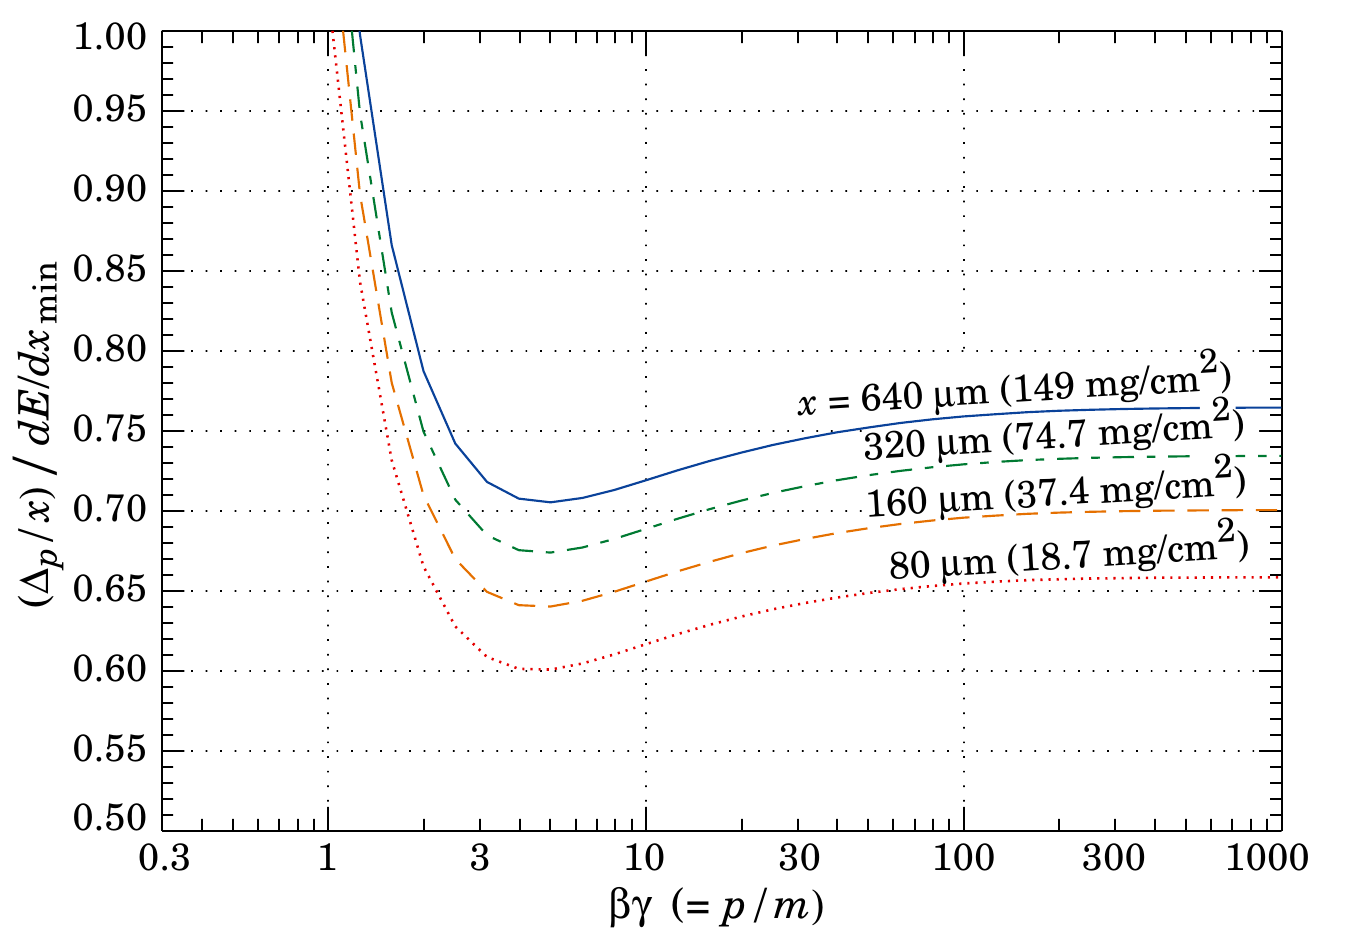 1.00
0.95
0.90
0.85
0.80
0.75
0.70
0.65
0.60
0.55
0.50
(Δp/x) / dE/dx min
x = 640 μm (149 mg/cm²)
320 μm (74.7 mg/cm²)
160 μm (37.4 mg/cm²)
80 μm (18.7 mg/cm²)
0.3 1 3 10 30 100 300 1000
βγ (= p/m)